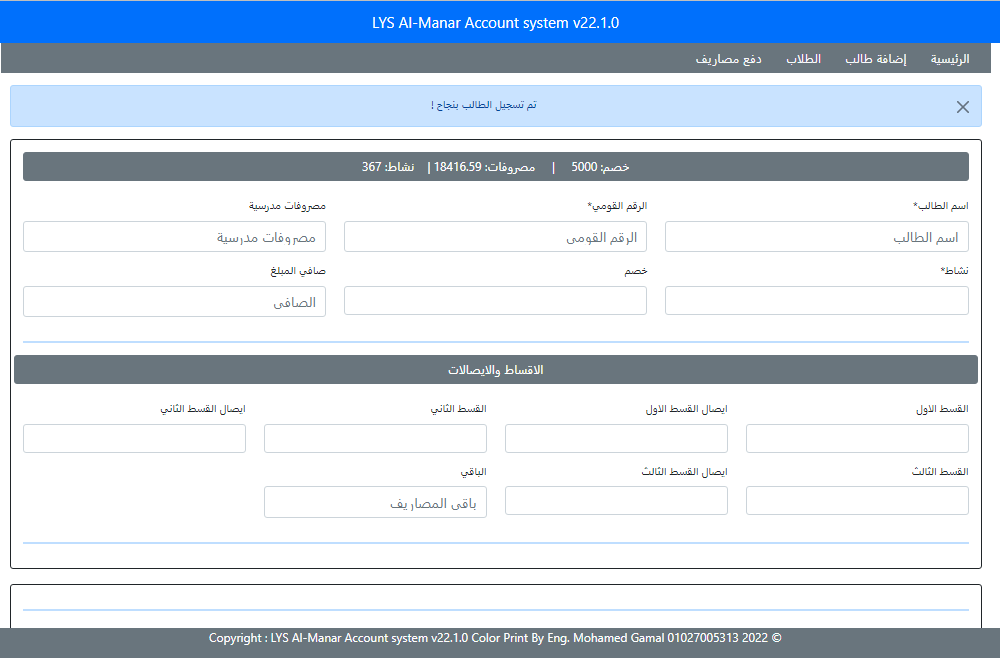 LYS Al-Manar Account system v22.1.0
الرئيسية إضافة طالب الطلاب دفع مصاريف
تم تسجيل الطالب بنجاح !
خصم: 5000 | مصروفات: 18416.59 | نشاط: 367
اسم الطالب* الرقم القومي* مصروفات مدرسية
اسم الطالب الرقم القومى مصروفات مدرسية
نشاط* خصم صافي المبلغ
الصافى
الاقساط والايصالات
القسط الاول ايصال القسط الاول القسط الثاني ايصال القسط الثاني
القسط الثالث ايصال القسط الثالث الباقي
باقى المصاريف
Copyright : LYS Al-Manar Account system v22.1.0 Color Print By Eng. Mohamed Gamal 01027005313 2022 ©